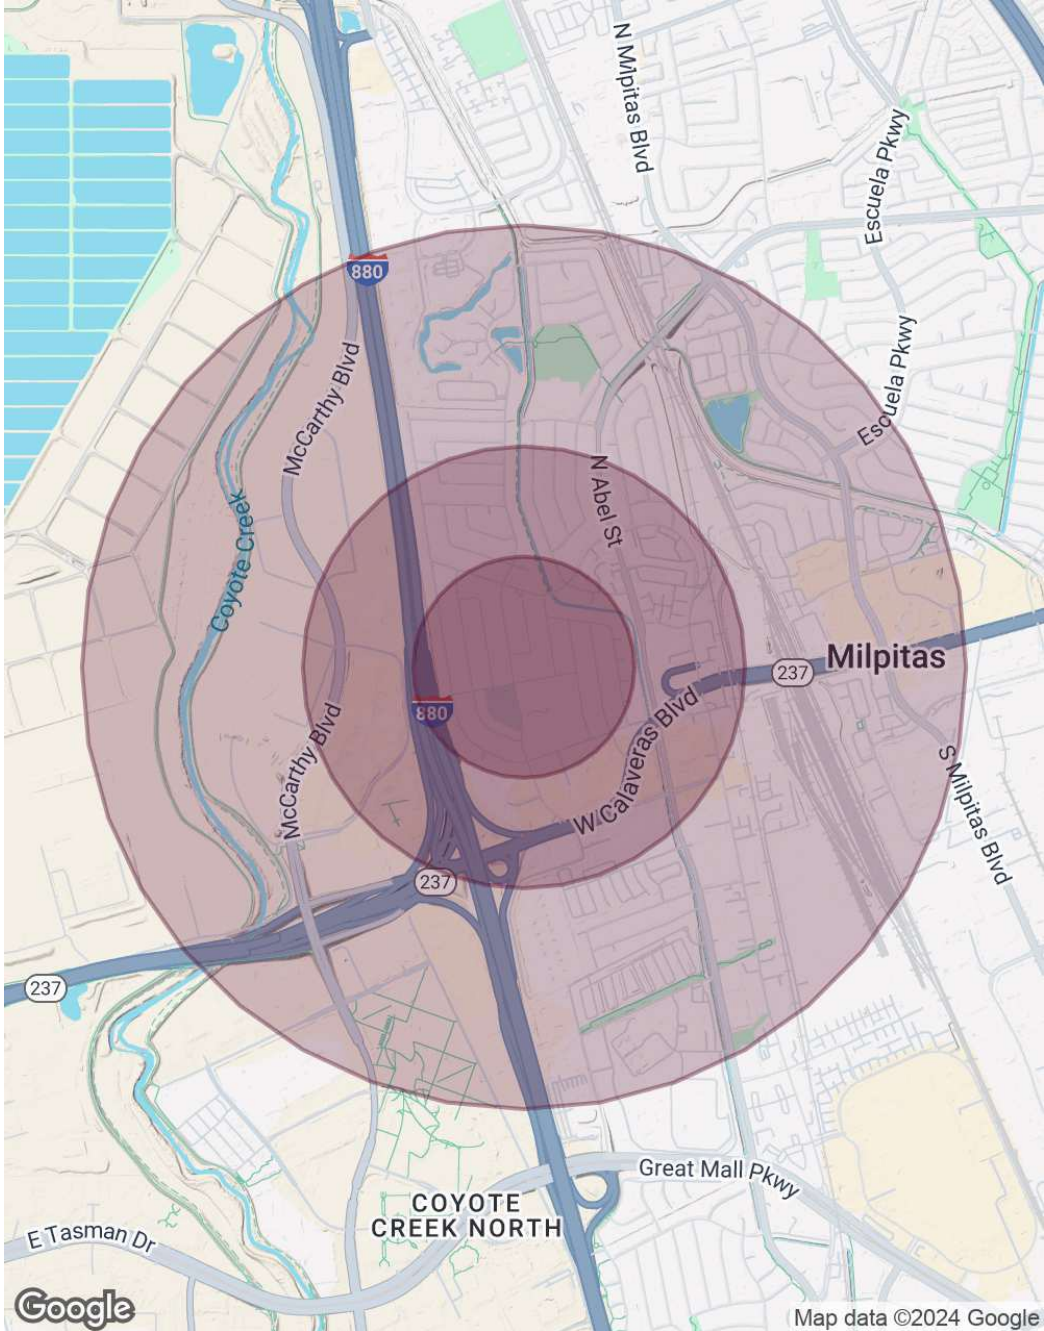 N Milpitas Blvd
Escuela Pkwy
880
Escuela Pkwy
McCarthy Blvd
N Abel St
Coyote Creek
Milpitas
237
880
McCarthy Blvd
W Calaveras Blvd
S Milpitas Blvd
237
237
Great Mall Pkwy
COYOTE
CREEK NORTH
E Tasman Dr
Google
Map data ©2024 Google